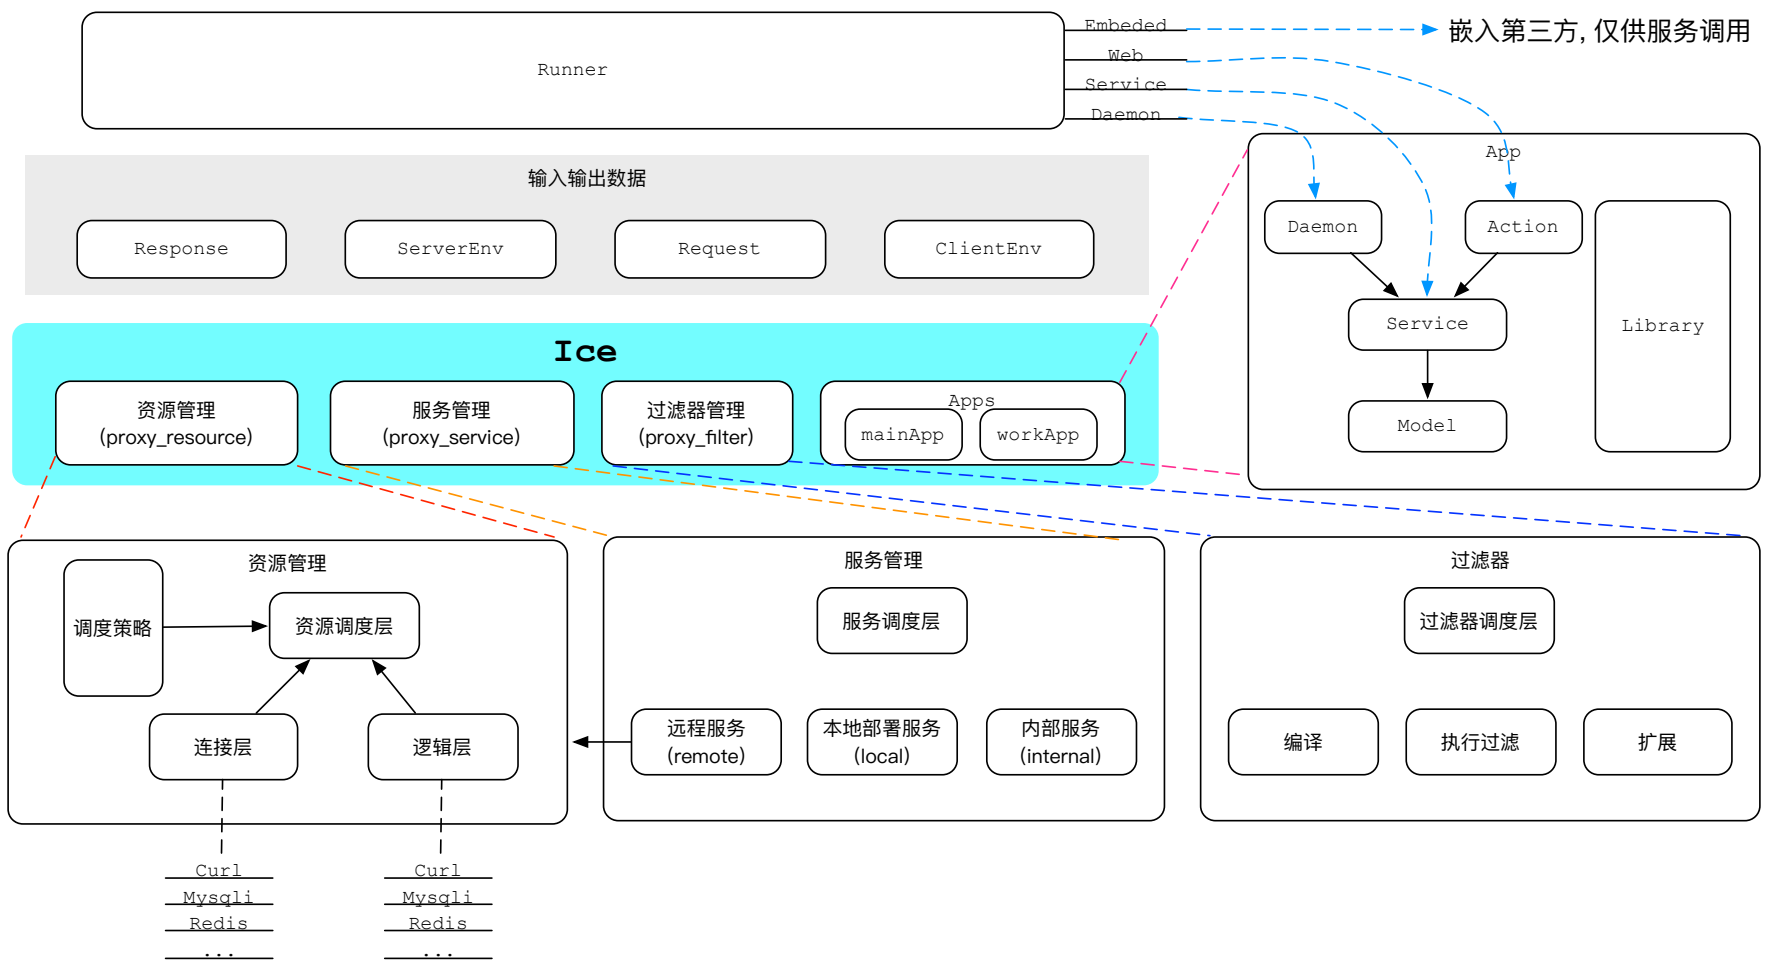 Runner
Embeded
Web
Service
Daemon
嵌入第三方, 仅供服务调用
输入输出数据
Response
ServerEnv
Request
ClientEnv
App
Daemon
Action
Service
Library
Model
Ice
资源管理
(proxy_resource)
服务管理
(proxy_service)
过滤器管理
(proxy_filter)
Apps
mainApp
workApp
资源管理
调度策略
资源调度层
连接层
逻辑层
Curl
Mysqli
Redis
...
Curl
Mysqli
Redis
...
服务管理
服务调度层
远程服务
(remote)
本地部署服务
(local)
内部服务
(internal)
过滤器
过滤器调度层
编译
执行过滤
扩展